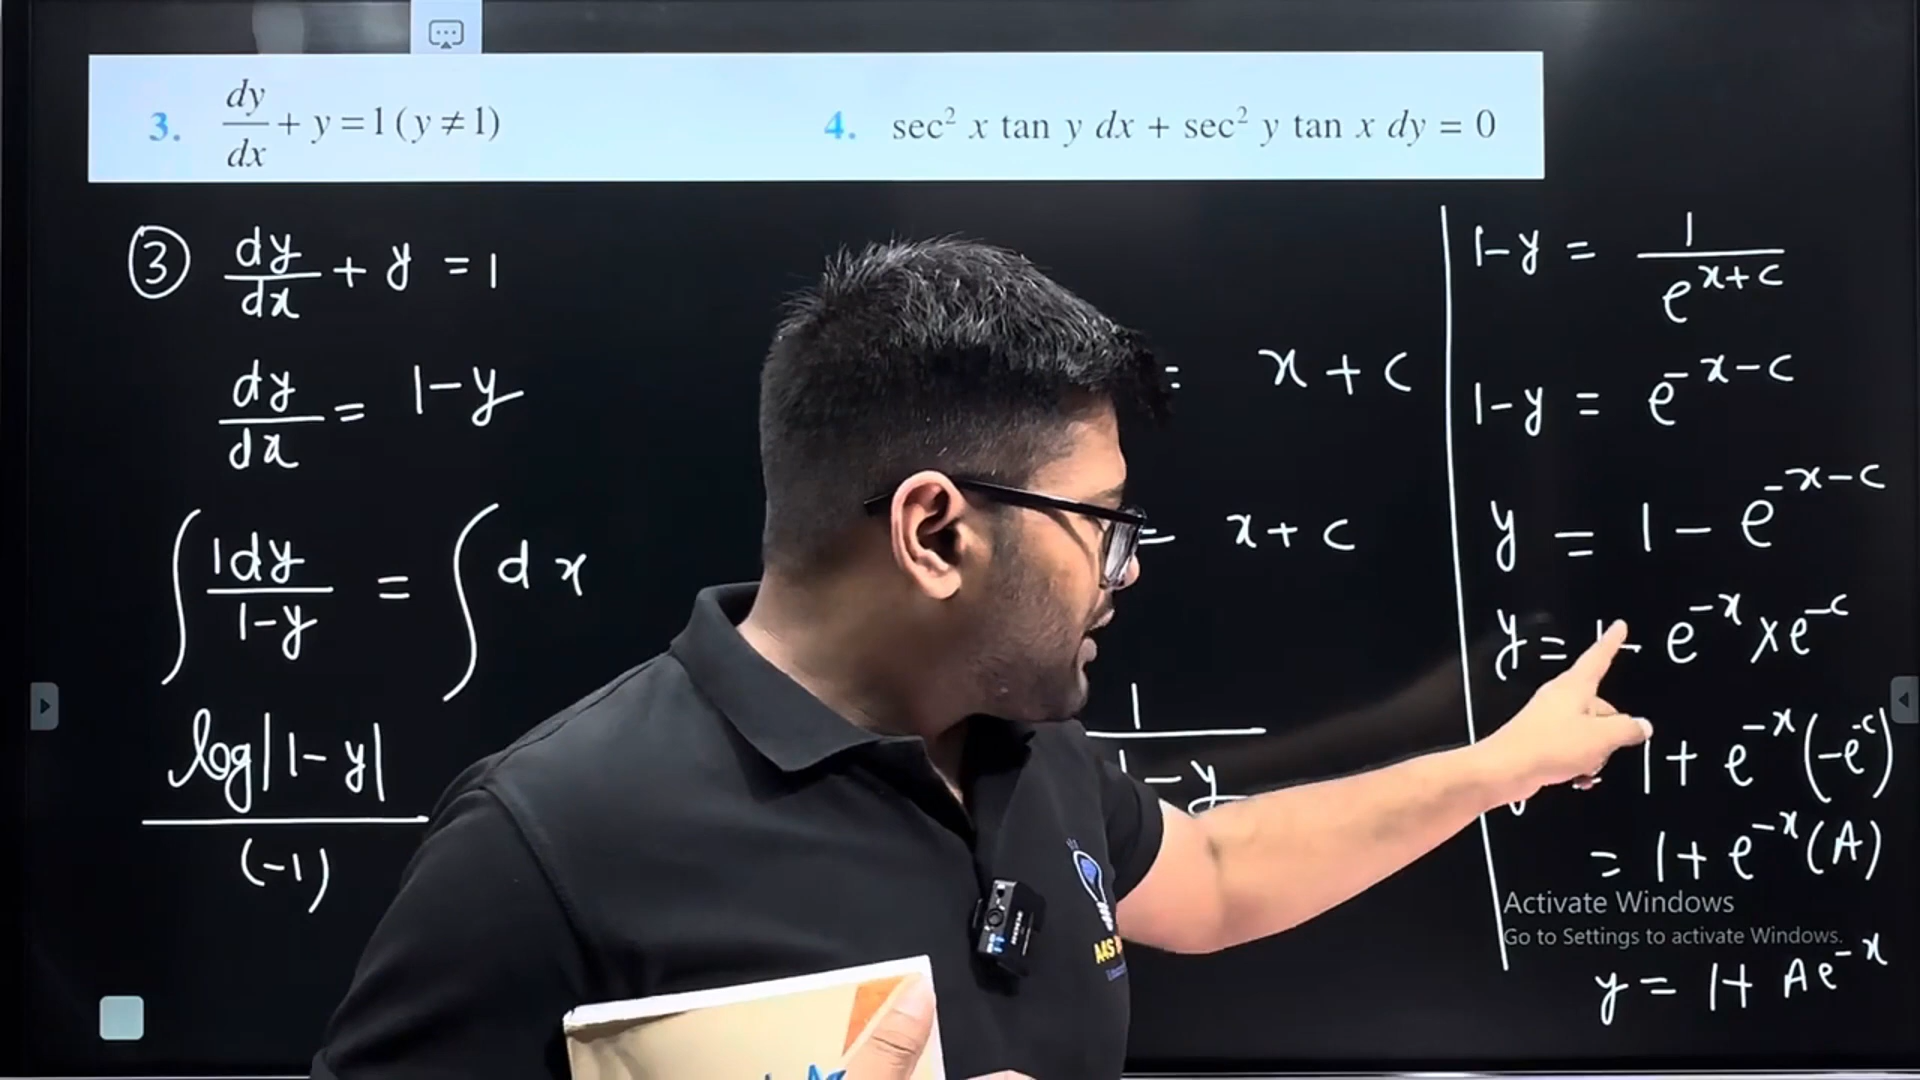 3. dy/dx + y = 1 (y ≠ 1)
4. sec² x tan y dx + sec² y tan x dy = 0
③ dy/dx + y = 1
dy/dx = 1-y
∫ 1dy/1-y = ∫ dx
log|1-y|/(-1)
= x + c
= x + c
1/1-y
1-y = 1/e^(x+c)
1-y = e^(-x-c)
y = 1 - e^(-x-c)
y = 1 - e^(-x) × e^(-c)
= 1 + e^(-x) (-e^(-c))
= 1 + e^(-x) (A)
Activate Windows
Go to Settings to activate Windows.
y = 1 + Ae^(-x)